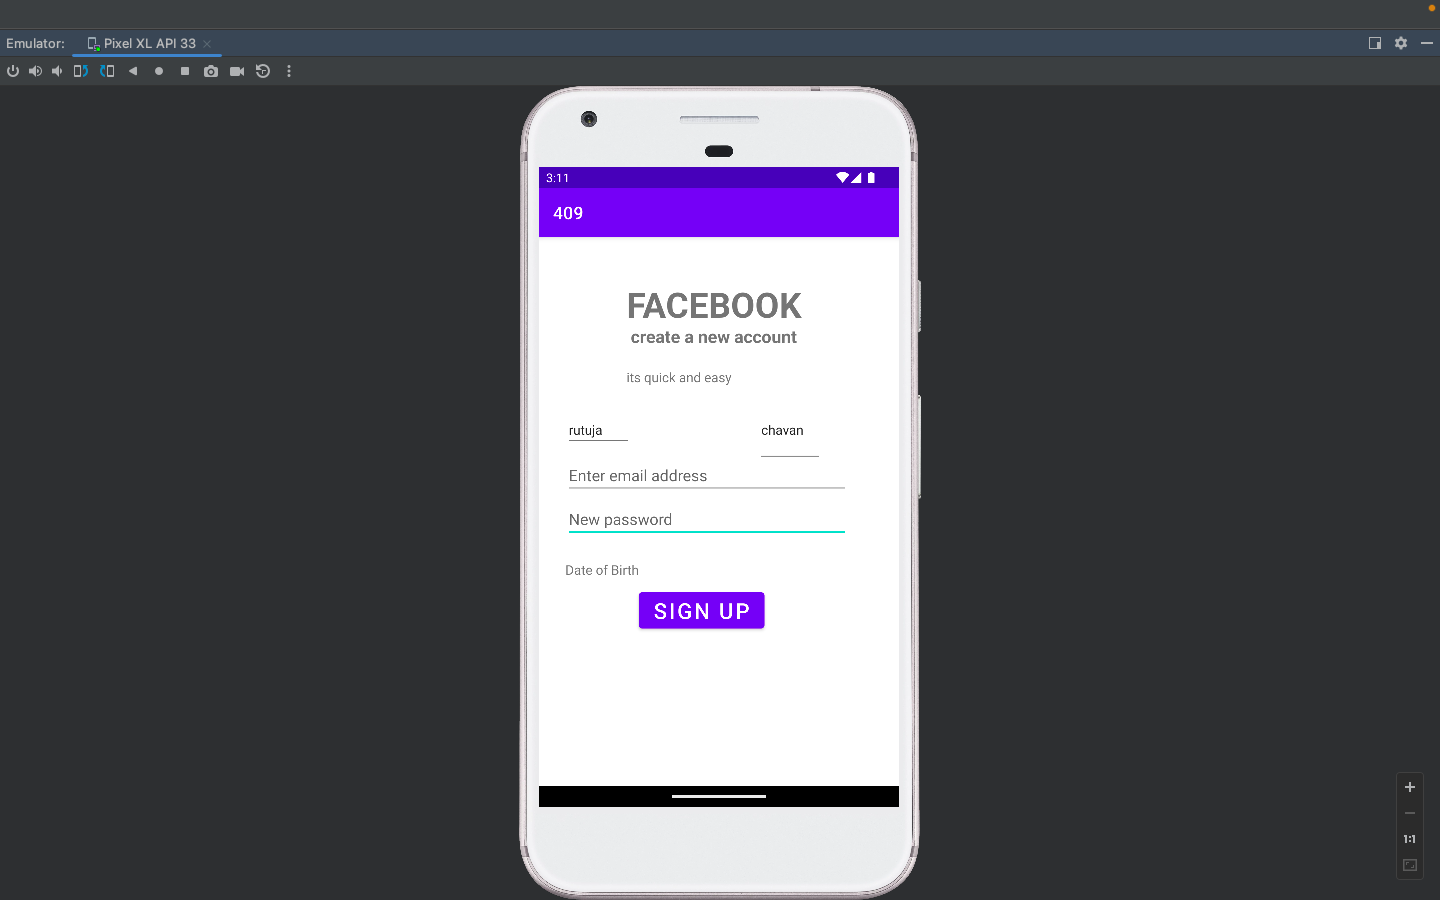 Emulator: Pixel XL API 33
3:11
409
FACEBOOK
create a new account
its quick and easy
rutuja chavan
Enter email address
New password
Date of Birth
SIGN UP
1:1